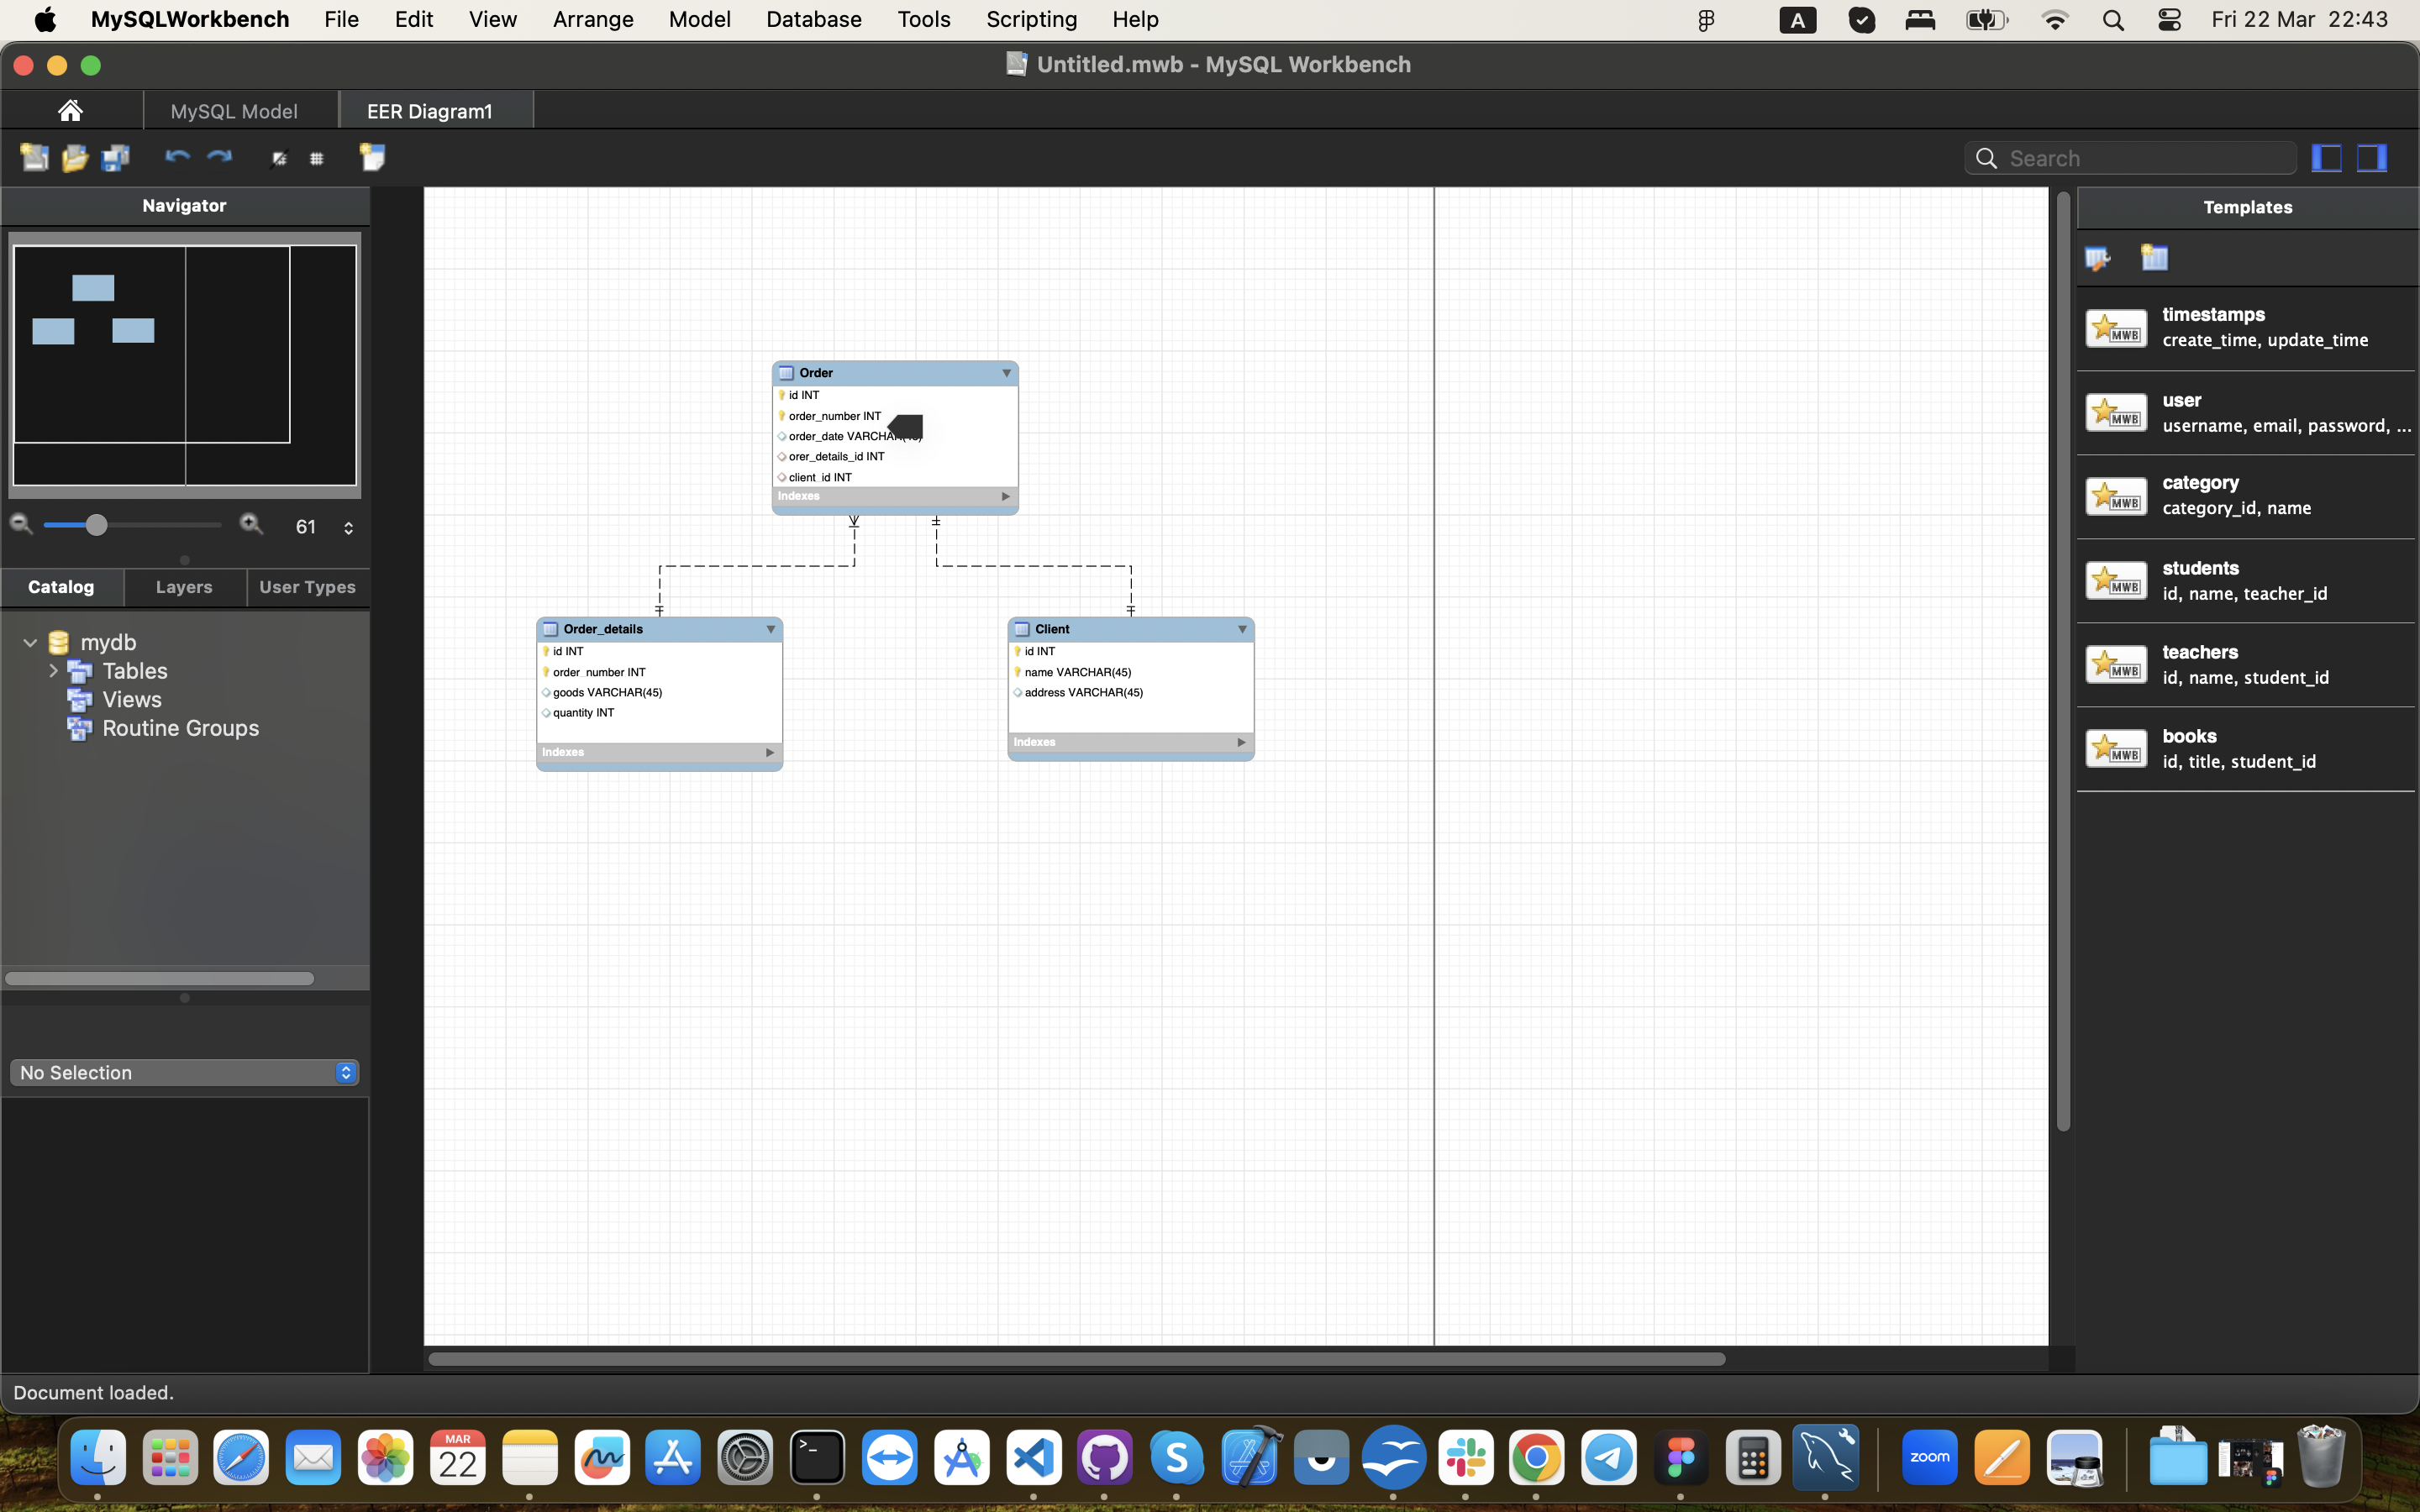 MySQLWorkbench File Edit View Arrange Model Database Tools Scripting Help A Fri 22 Mar 22:43
Untitled.mwb - MySQL Workbench
MySQL Model EER Diagram1
Search
Navigator
61
Catalog Layers User Types
mydb
Tables
Views
Routine Groups
No Selection
Document loaded.
Order
id INT
order_number INT
order_date VARCHAR(45)
orer_details_id INT
client_id INT
Indexes
Order_details
id INT
order_number INT
goods VARCHAR(45)
quantity INT
Indexes
Client
id INT
name VARCHAR(45)
address VARCHAR(45)
Indexes
Templates
MWB
timestamps
create_time, update_time
MWB
user
username, email, password, ...
MWB
category
category_id, name
MWB
students
id, name, teacher_id
MWB
teachers
id, name, student_id
MWB
books
id, title, student_id
MAR
22
>_
S
zoom